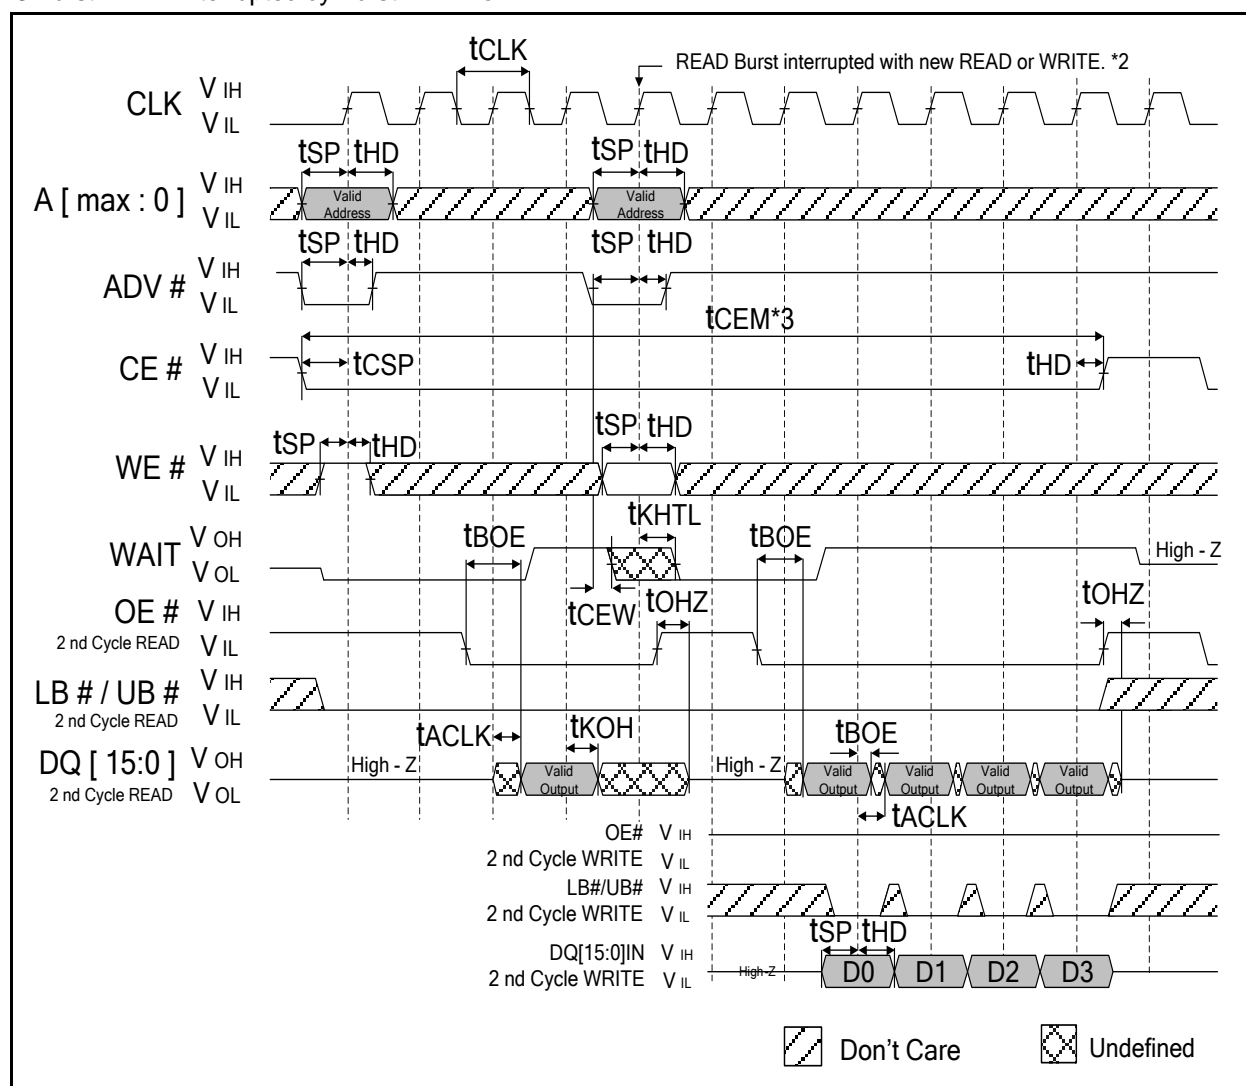 tCLK
READ Burst interrupted with new READ or WRITE. *2
CLK
V IH
V IL
tSP tHD
tSP tHD
A [ max : 0 ]
V IH
V IL
Valid Address
Valid Address
tSP tHD
tSP tHD
ADV #
V IH
V IL
tCEM*3
CE #
V IH
V IL
tCSP
tHD
tSP tHD
tSP tHD
WE #
V IH
V IL
tKHTL
WAIT
V OH
V OL
tBOE
tBOE
High - Z
tCEW
tOHZ
tOHZ
OE #
2 nd Cycle READ
V IH
V IL
LB # / UB #
2 nd Cycle READ
V IH
V IL
tACLK
tKOH
tBOE
DQ [ 15:0 ]
2 nd Cycle READ
V OH
V OL
High - Z
Valid Output
High - Z
Valid Output
Valid Output
Valid Output
Valid Output
tACLK
OE#
2 nd Cycle WRITE
V IH
V IL
LB#/UB#
2 nd Cycle WRITE
V IH
V IL
tSP tHD
DQ[15:0]IN
2 nd Cycle WRITE
V IH
V IL
High-Z
D0 D1 D2 D3
Don't Care
Undefined